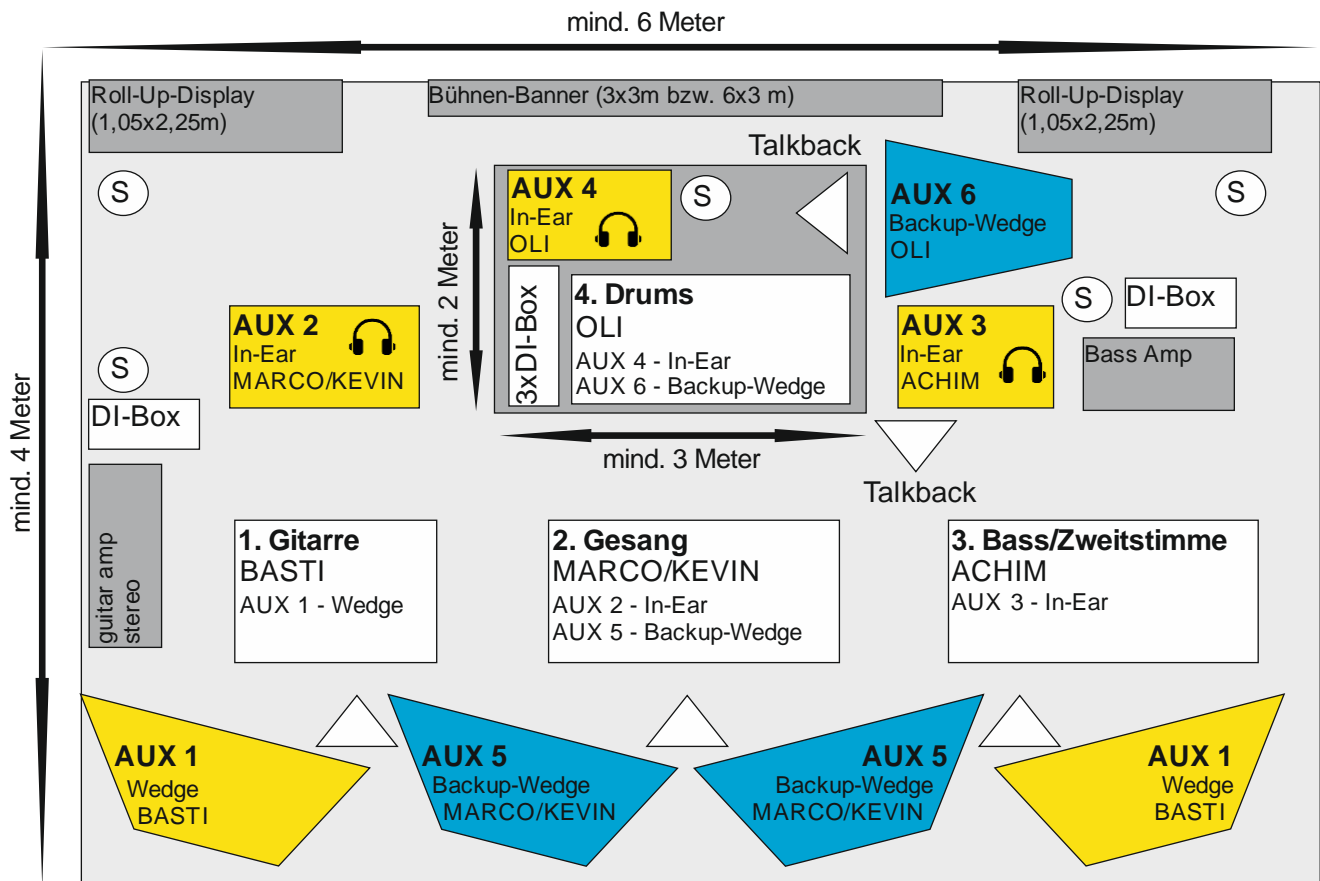 mind. 6 Meter
mind. 4 Meter
Roll-Up-Display
(1,05x2,25m)
Bühnen-Banner (3x3m bzw. 6x3 m)
Roll-Up-Display
(1,05x2,25m)
Talkback
S
S
S
AUX 4
In-Ear
OLI
AUX 6
Backup-Wedge
OLI
mind. 2 Meter
3xDI-Box
4. Drums
OLI
AUX 4 - In-Ear
AUX 6 - Backup-Wedge
AUX 2
In-Ear
MARCO/KEVIN
AUX 3
In-Ear
ACHIM
S
DI-Box
Bass Amp
S
DI-Box
mind. 3 Meter
Talkback
guitar amp
stereo
1. Gitarre
BASTI
AUX 1 - Wedge
2. Gesang
MARCO/KEVIN
AUX 2 - In-Ear
AUX 5 - Backup-Wedge
3. Bass/Zweitstimme
ACHIM
AUX 3 - In-Ear
AUX 1
Wedge
BASTI
AUX 5
Backup-Wedge
MARCO/KEVIN
AUX 5
Backup-Wedge
MARCO/KEVIN
AUX 1
Wedge
BASTI